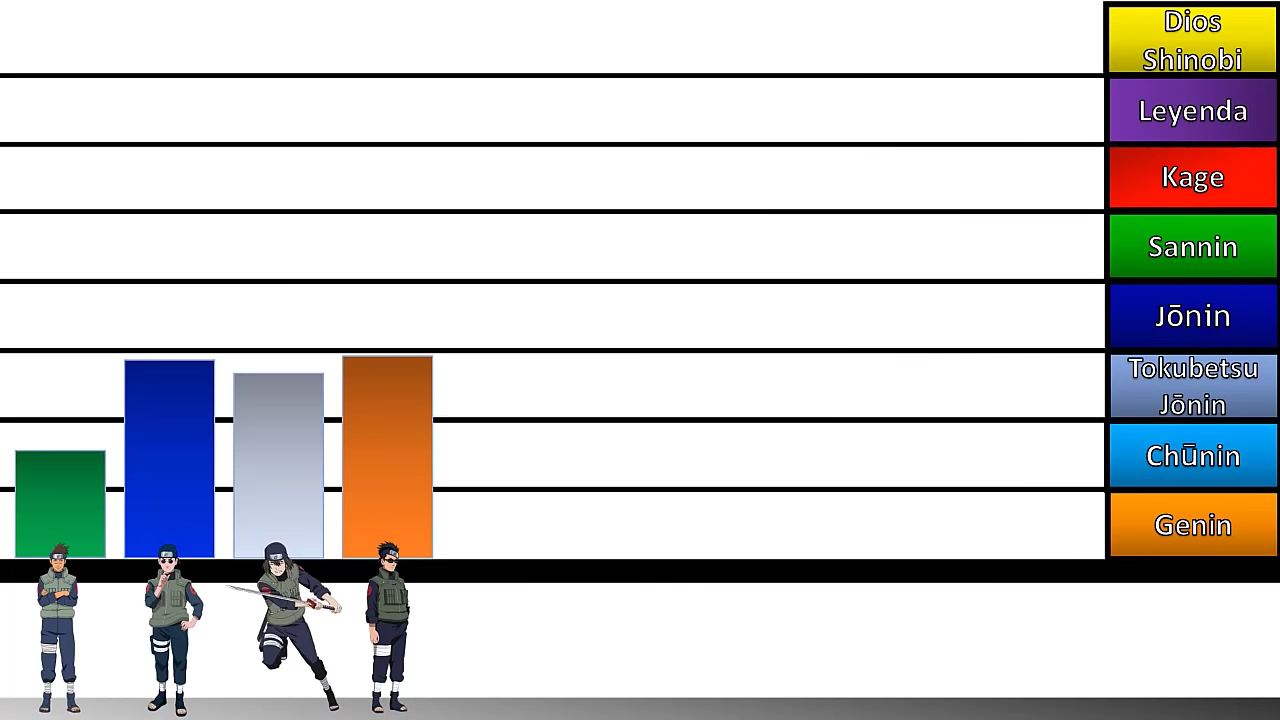 Dios
Shinobi
Leyenda
Kage
Sannin
Jōnin
Tokubetsu
Jōnin
Chūnin
Genin